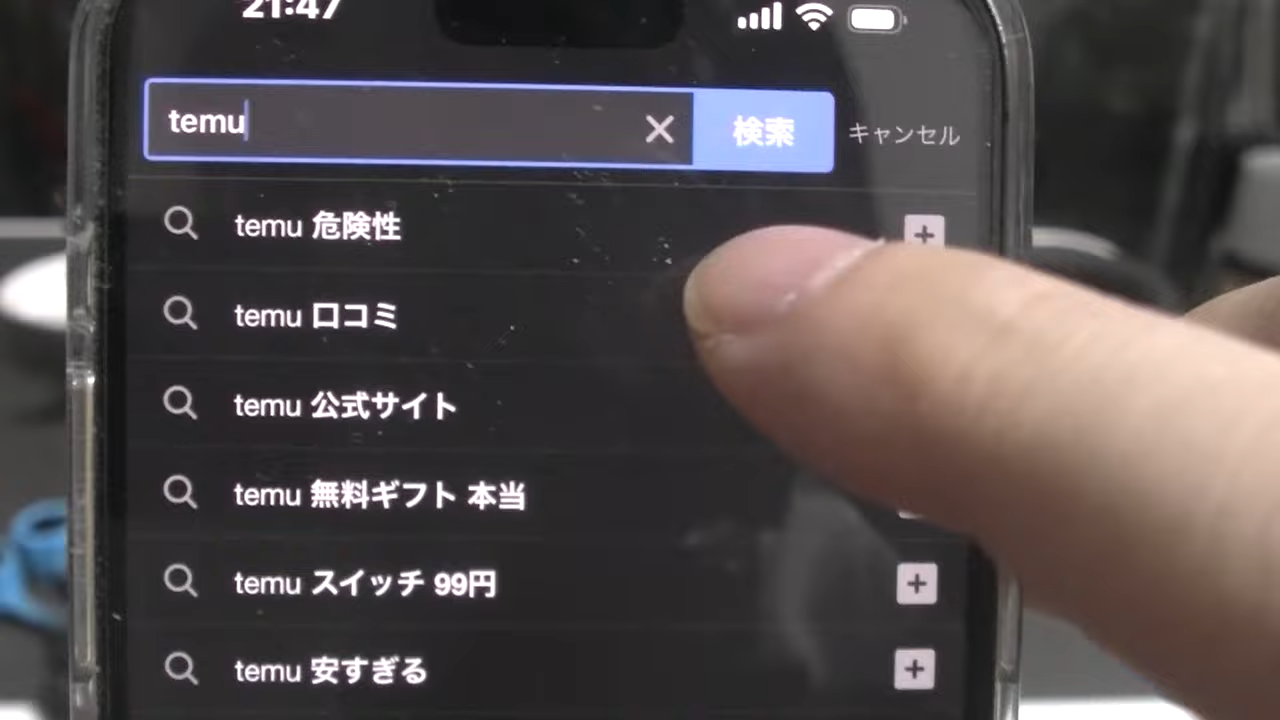 21:47
temu 検索 キャンセル
temu 危険性
temu 口コミ
temu 公式サイト
temu 無料ギフト 本当
temu スイッチ 99円
temu 安すぎる